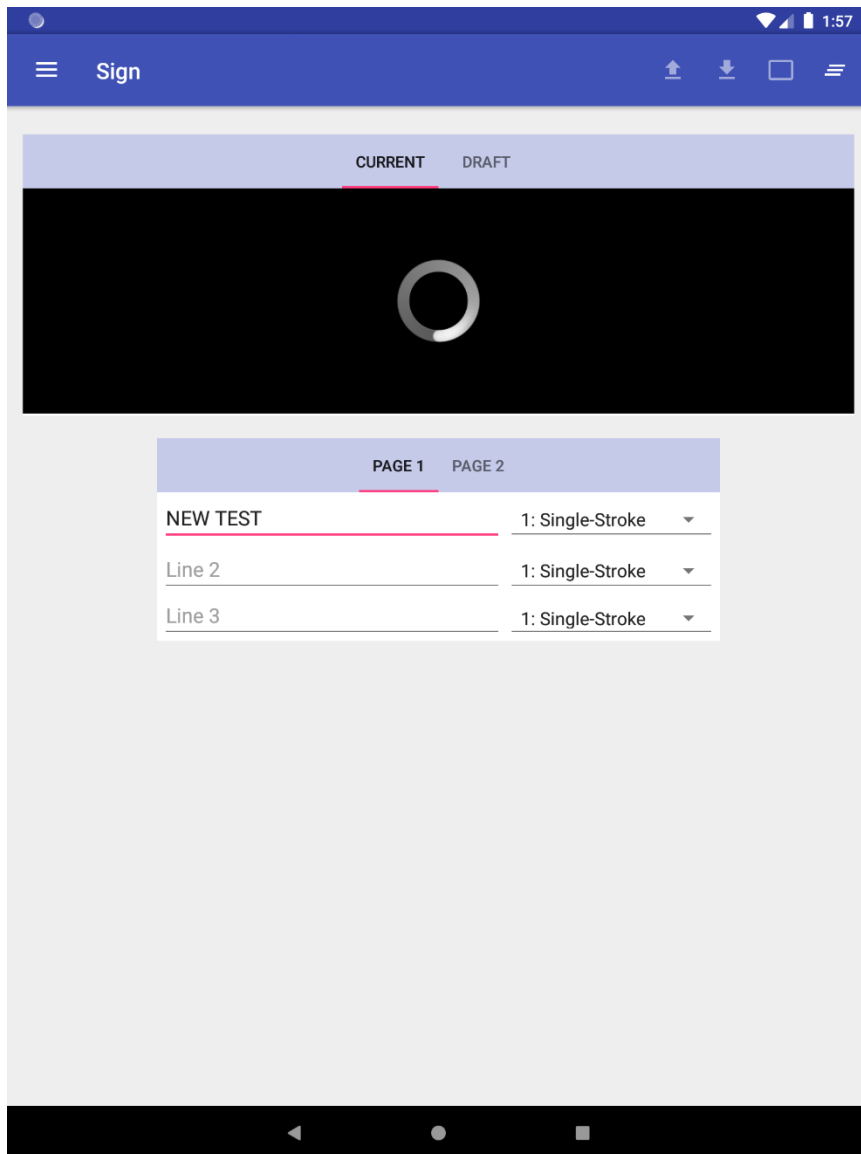 1:57
Sign
CURRENT DRAFT
PAGE 1 PAGE 2
NEW TEST 1: Single-Stroke
Line 2 1: Single-Stroke
Line 3 1: Single-Stroke